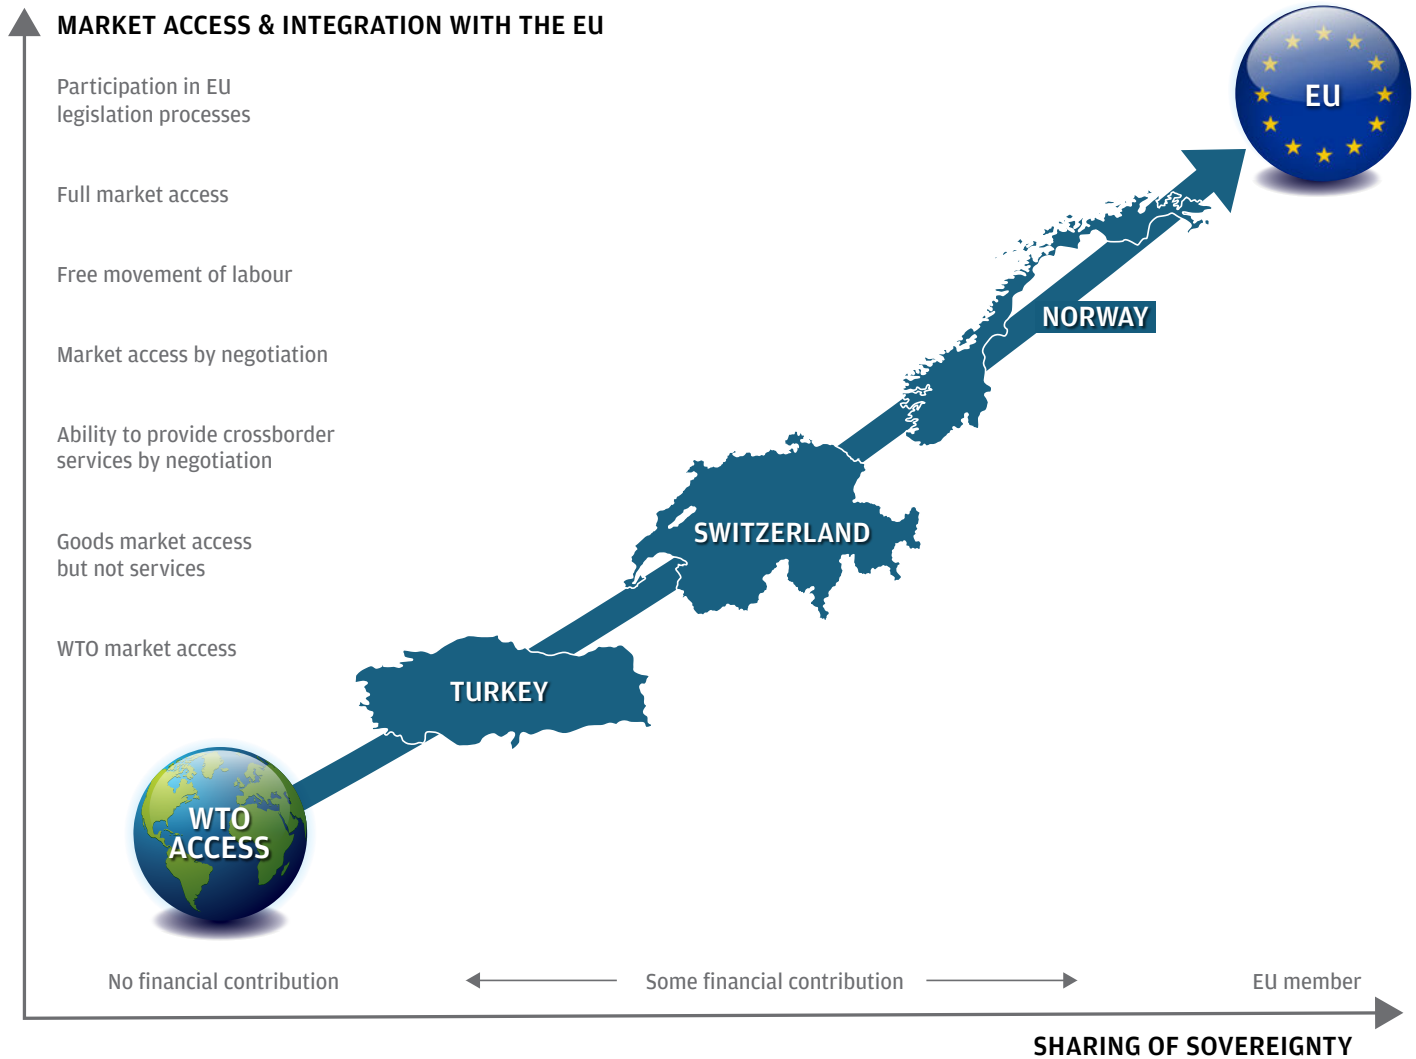 MARKET ACCESS & INTEGRATION WITH THE EU
Participation in EU
legislation processes
Full market access
Free movement of labour
Market access by negotiation
Ability to provide crossborder
services by negotiation
Goods market access
but not services
WTO market access
EU
NORWAY
SWITZERLAND
TURKEY
WTO
ACCESS
No financial contribution
Some financial contribution
EU member
SHARING OF SOVEREIGNTY